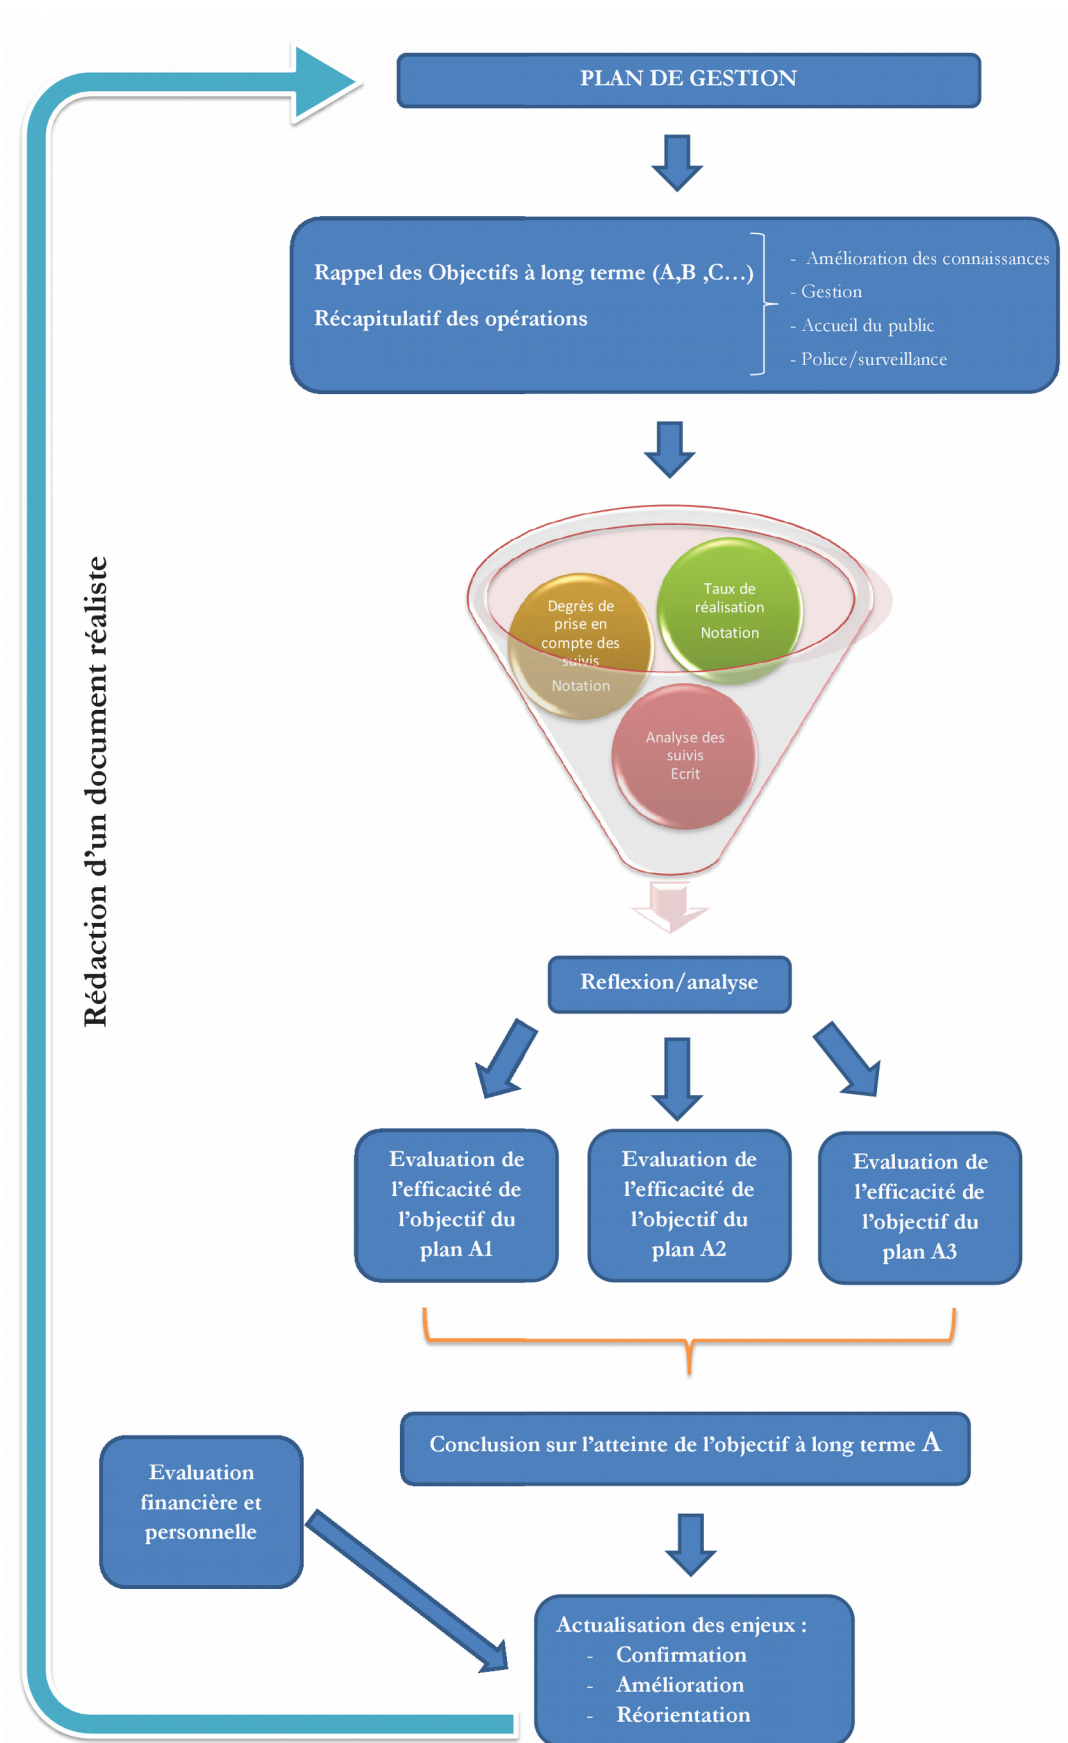 PLAN DE GESTION
Rappel des Objectifs à long terme (A,B ,C…)
Récapitulatif des opérations
- Amélioration des connaissances
- Gestion
- Accueil du public
- Police/surveillance
Taux de
réalisation
Notation
Degrès de
prise en
compte des
suivis
Notation
Analyse des
suivis
Ecrit
Rédaction d’un document réaliste
Reflexion/analyse
Evaluation de
l’efficacité de
l’objectif du
plan A1
Evaluation de
l’efficacité de
l’objectif du
plan A2
Evaluation de
l’efficacité de
l’objectif du
plan A3
Conclusion sur l’atteinte de l’objectif à long terme A
Evaluation
financière et
personnelle
Actualisation des enjeux :
- Confirmation
- Amélioration
- Réorientation